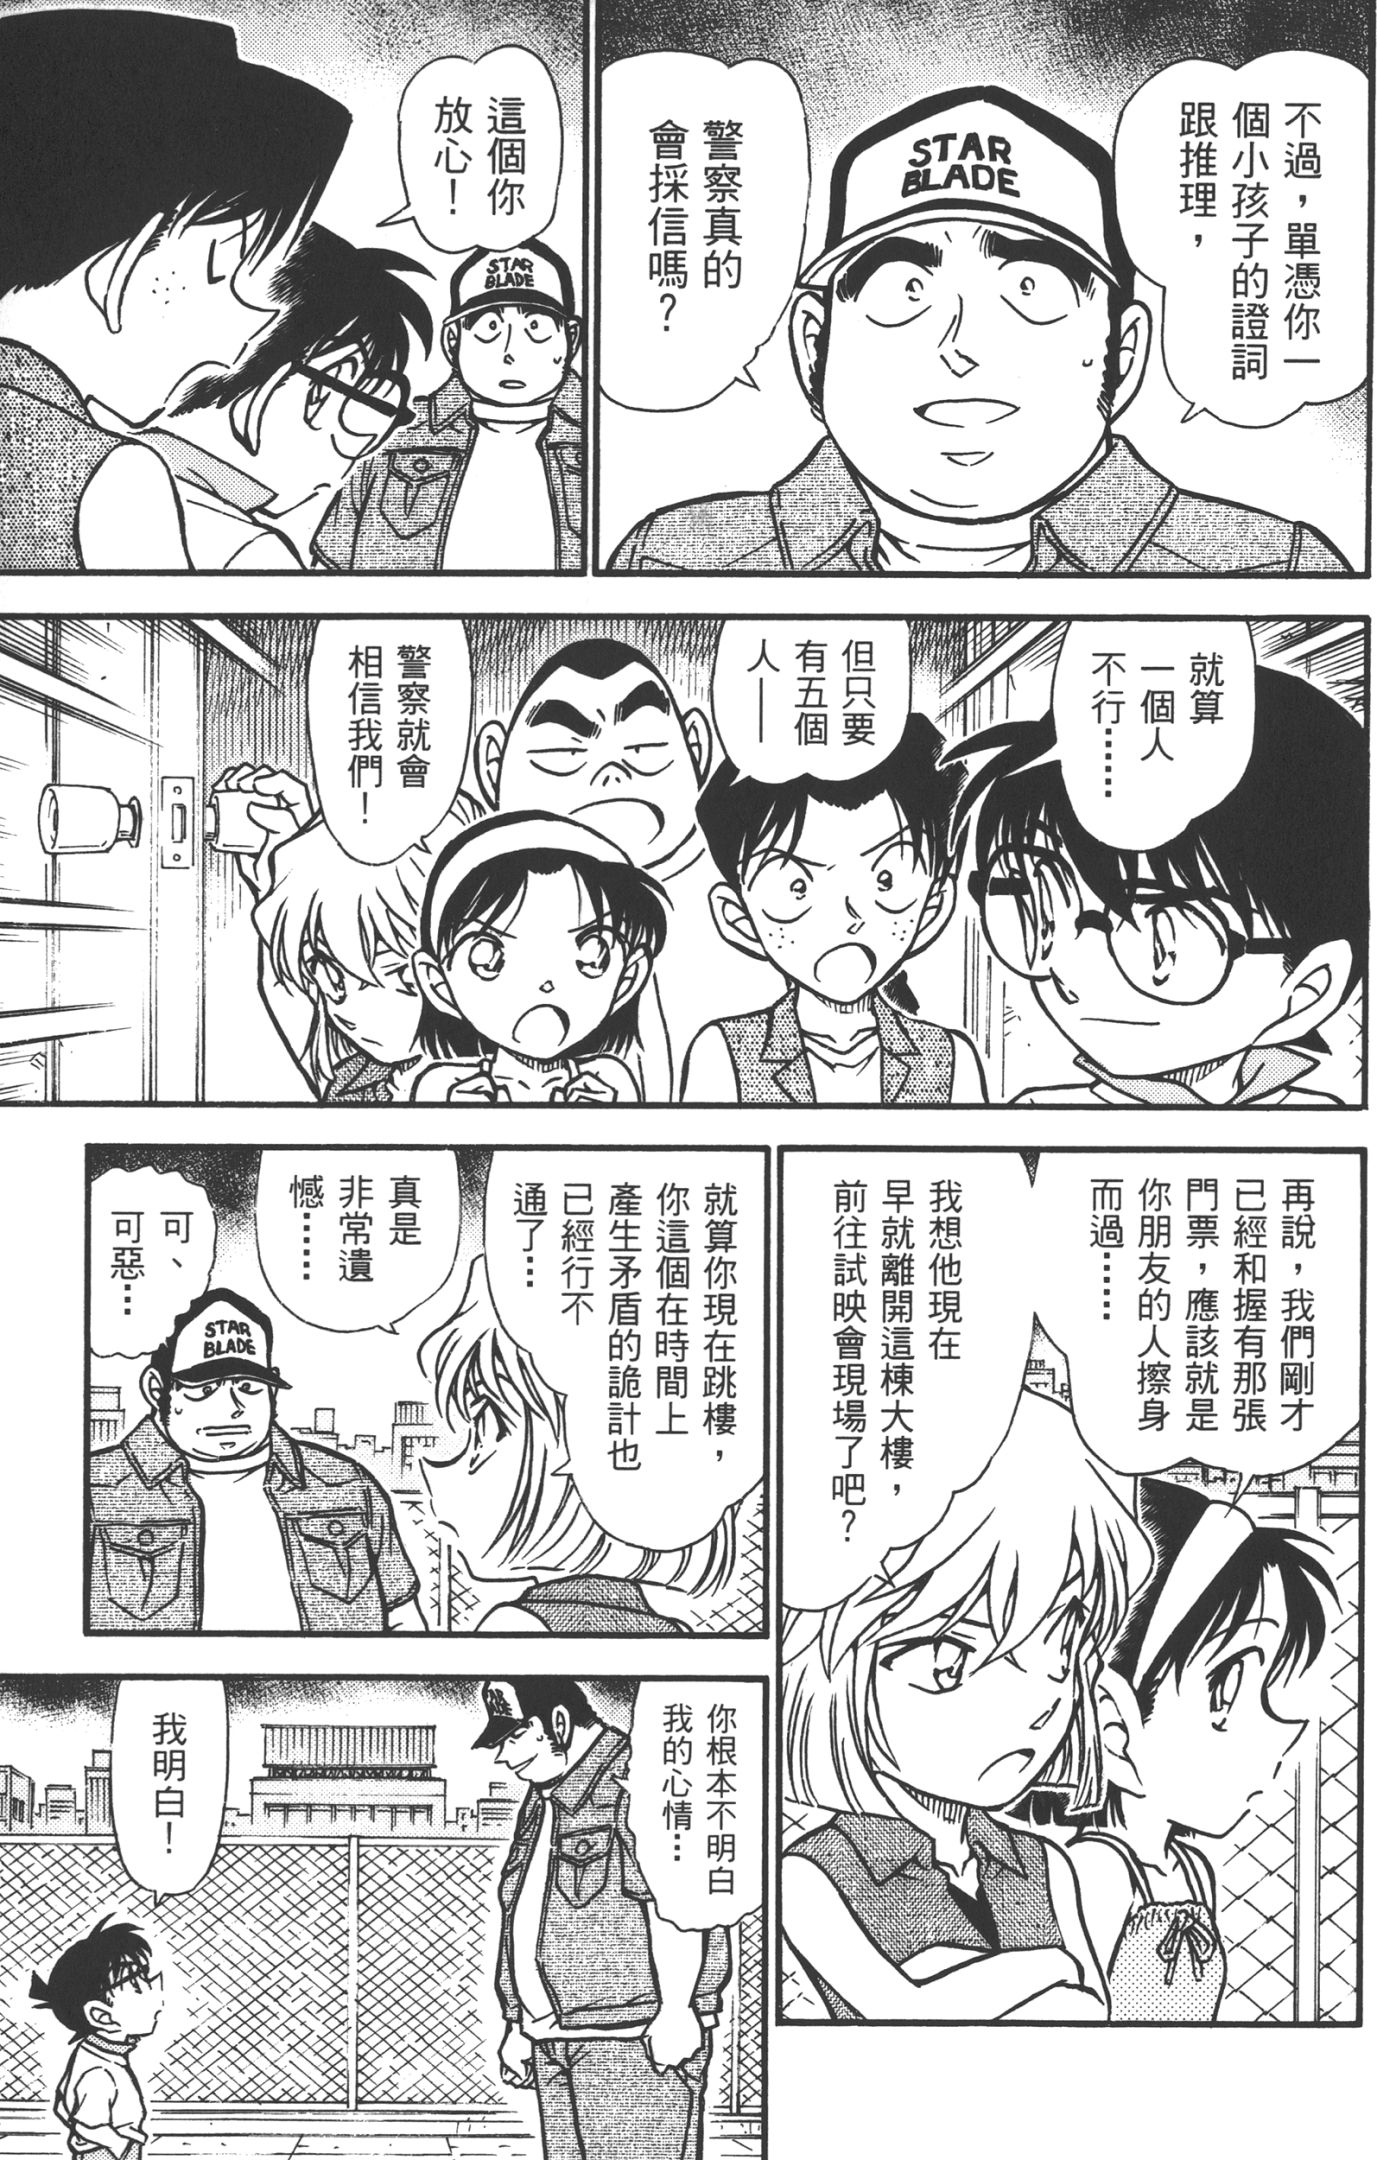 不過，單憑你一
個小孩子的證詞
跟推理，
警察真的
會採信嗎？
STAR
BLADE
這個你
放心！
STAR
BLADE
就算
一個人
不行……
但只要
有五個
人——
警察就會
相信我們！
再說，我們剛才
已經和握有那張
門票，應該就是
你朋友的人擦身
而過……
我想他現在
早就離開這棟大樓，
前往試映會現場了吧？
就算你現在跳樓，
你這個在時間上
產生矛盾的詭計也
已經行不
通了…
真是
非常遺
憾……
可、
可惡…
STAR
BLADE
你根本不明白
我的心情…
我明白！